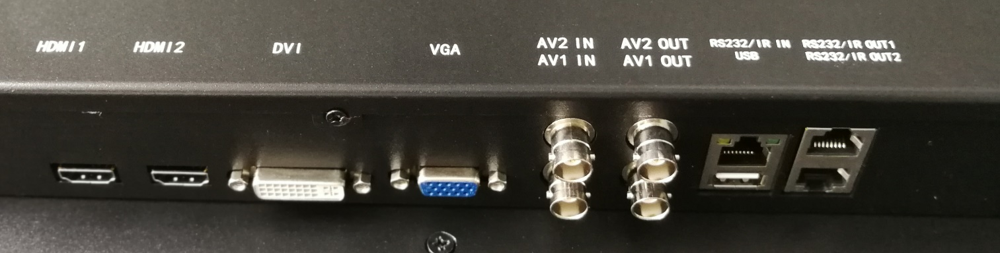 HDMI1
HDMI2
DVI
VGA
AV2 IN
AV1 IN
AV2 OUT
AV1 OUT
RS232/IR IN
USB
RS232/IR OUT1
RS232/IR OUT2